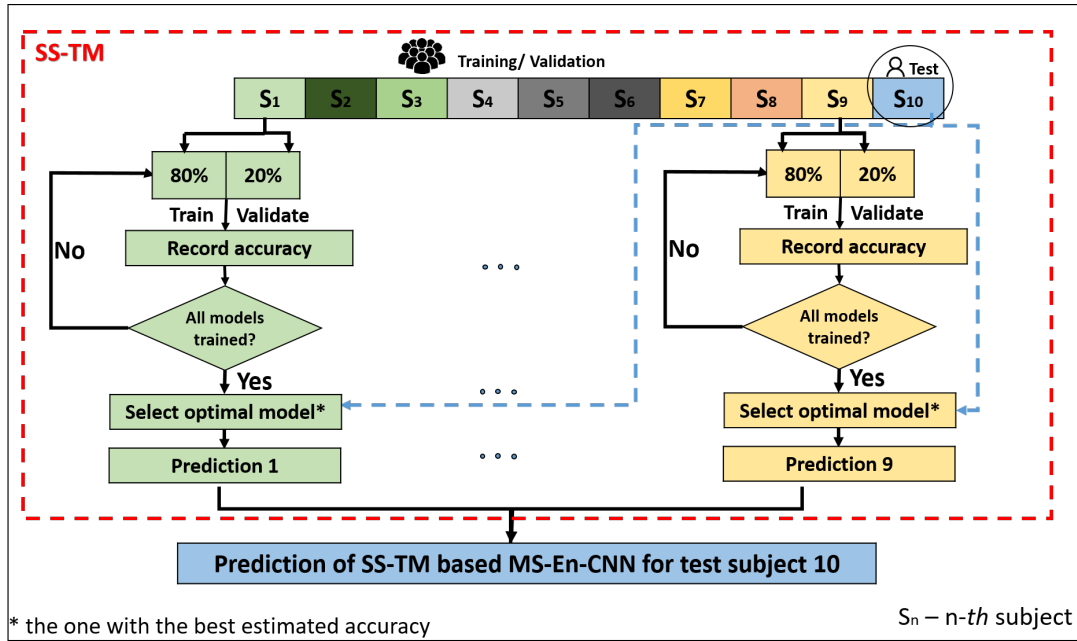 SS-TM
Training/ Validation
Test
S1 S2 S3 S4 S5 S6 S7 S8 S9 S10
80% 20%
Train Validate
No
Record accuracy
All models
trained?
Yes
Select optimal model*
Prediction 1
80% 20%
Train Validate
No
Record accuracy
All models
trained?
Yes
Select optimal model*
Prediction 9
Prediction of SS-TM based MS-En-CNN for test subject 10
* the one with the best estimated accuracy
Sn – n-th subject